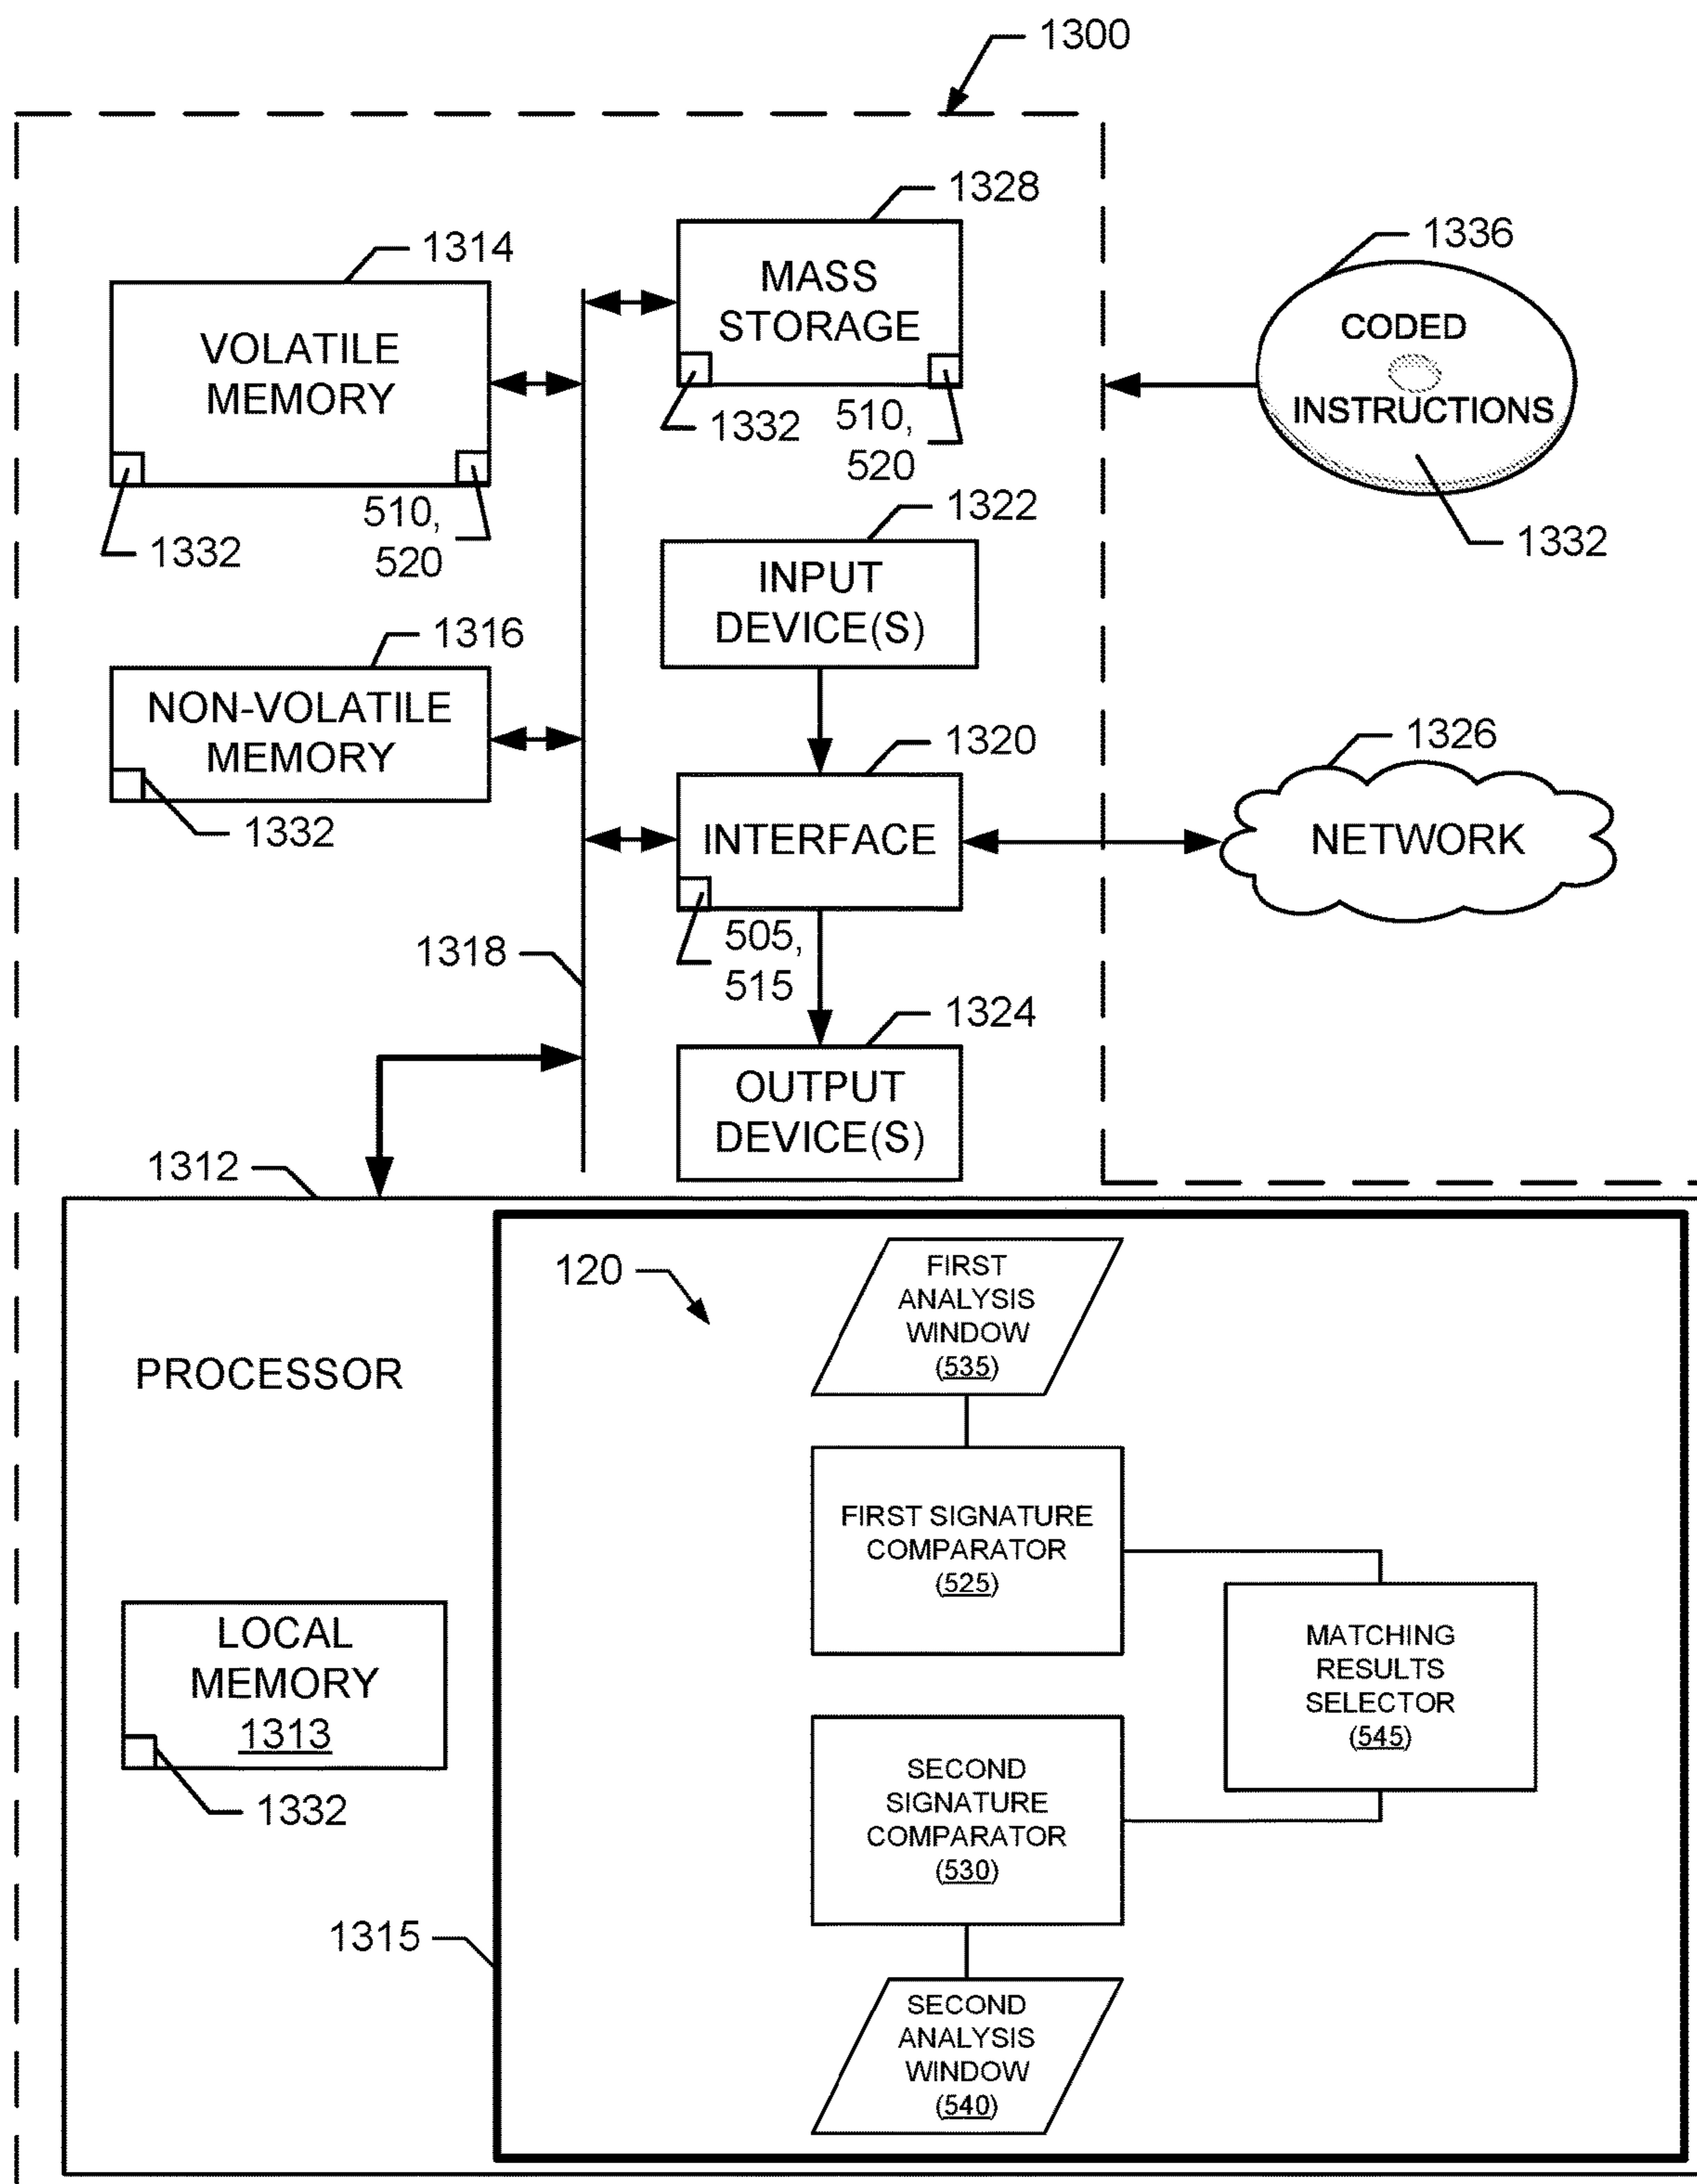 1300
1328
1314
MASS
STORAGE
VOLATILE
MEMORY
1332
510,
520
1332
510,
520
1336
CODED
INSTRUCTIONS
1332
1322
INPUT
DEVICE(S)
1316
NON-VOLATILE
MEMORY
1332
1320
INTERFACE
505,
515
1326
NETWORK
1318
1324
OUTPUT
DEVICE(S)
1312
PROCESSOR
120
FIRST
ANALYSIS
WINDOW
(535)
FIRST SIGNATURE
COMPARATOR
(525)
MATCHING
RESULTS
SELECTOR
(545)
LOCAL
MEMORY
1313
1332
SECOND
SIGNATURE
COMPARATOR
(530)
1315
SECOND
ANALYSIS
WINDOW
(540)